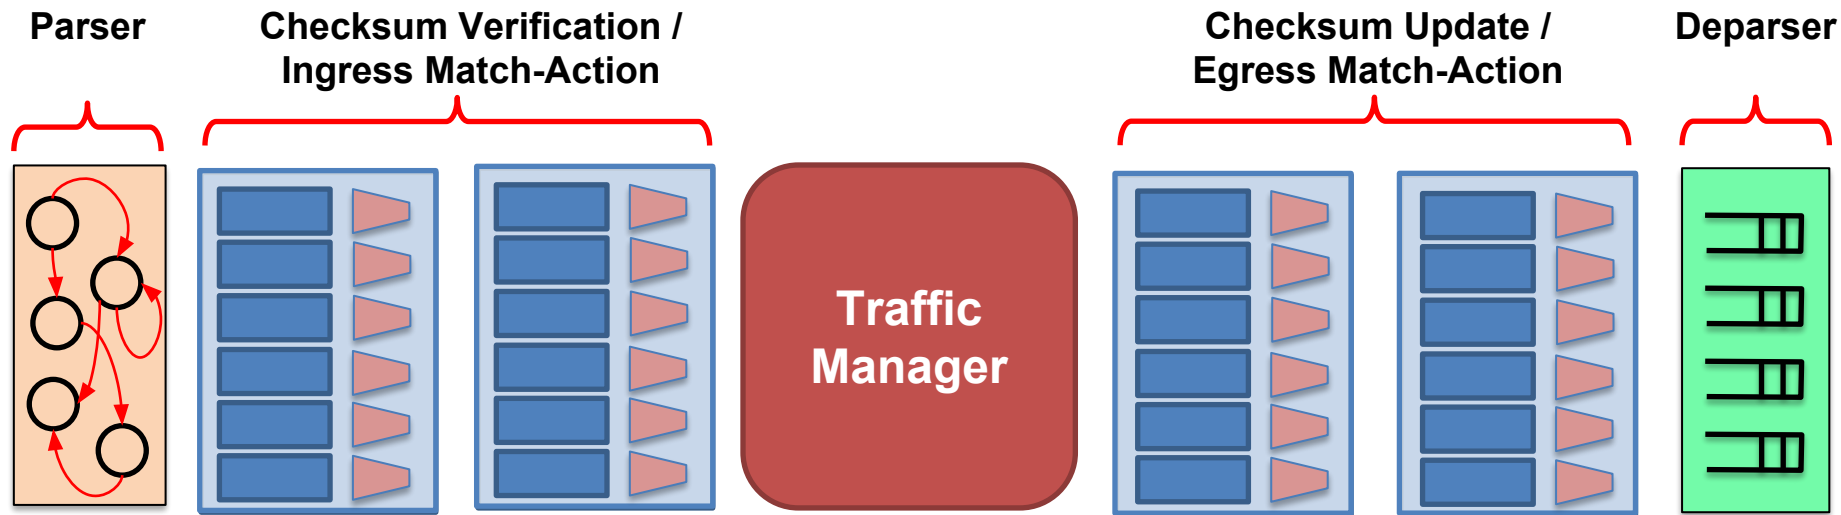 Parser
Checksum Verification /
Ingress Match-Action
Checksum Update /
Egress Match-Action
Deparser
Traffic
Manager